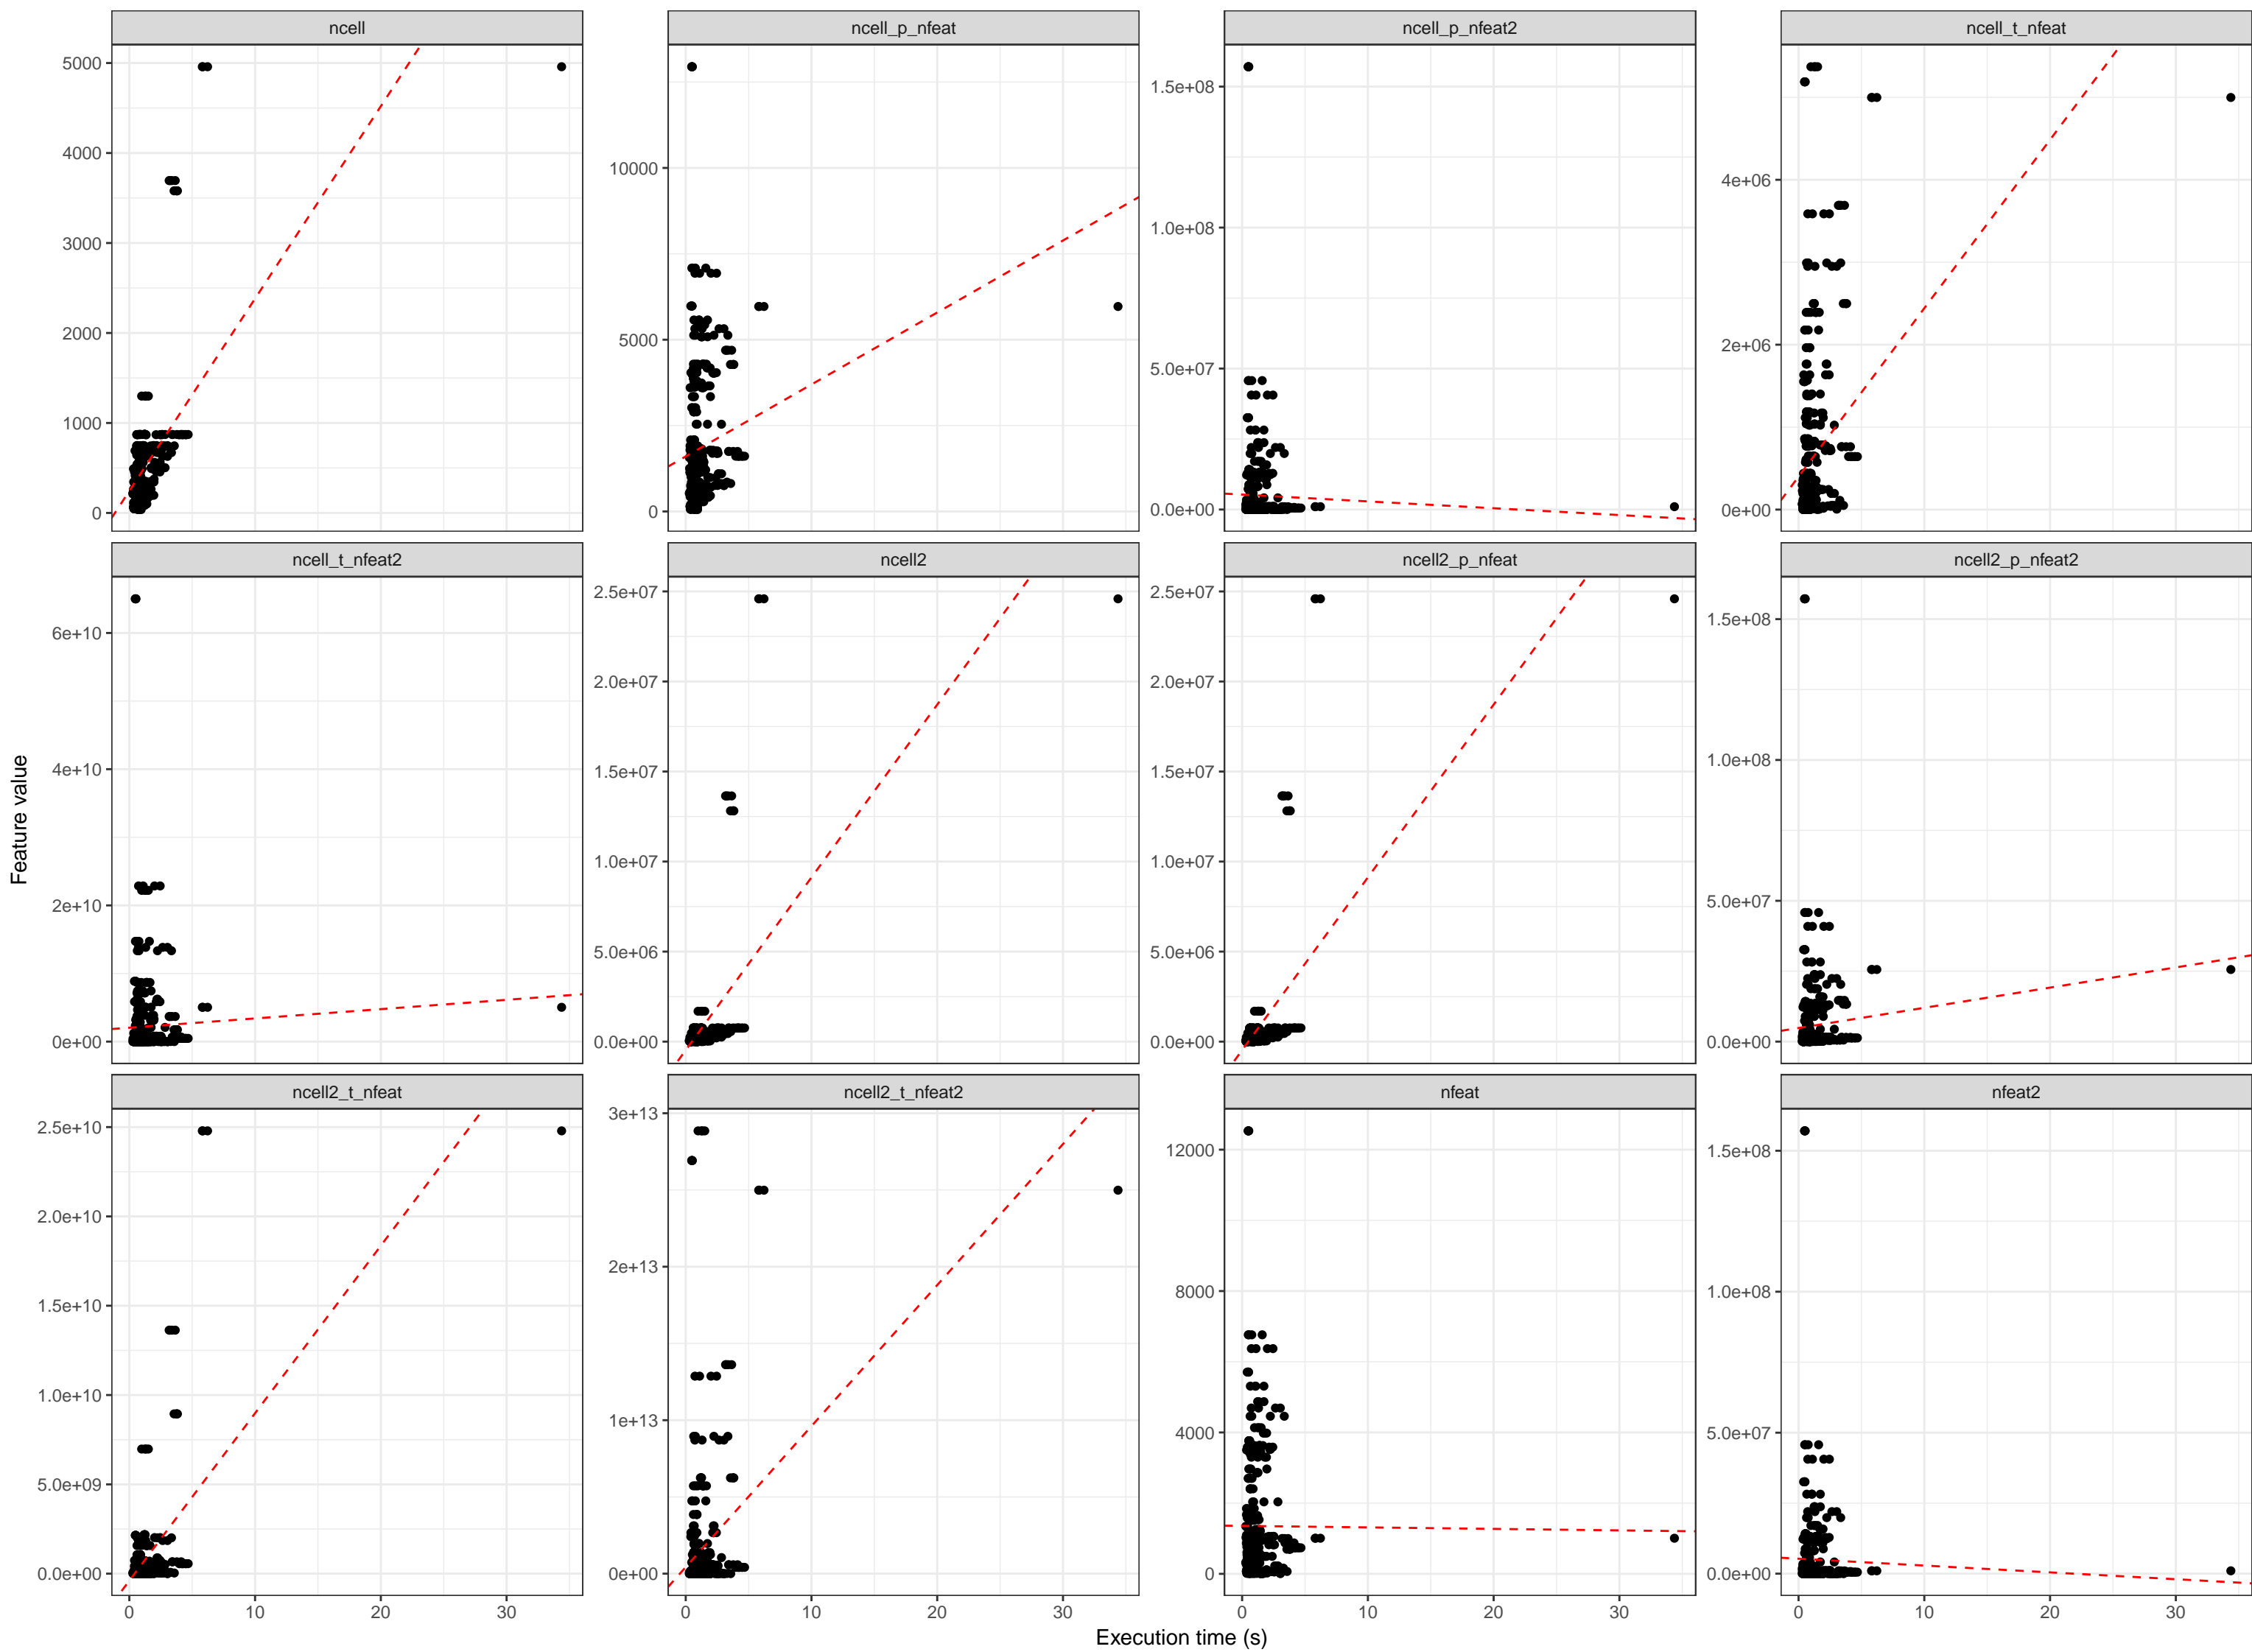 ncell
ncell_p_nfeat
ncell_p_nfeat2
ncell_t_nfeat
5000
4000
3000
2000
1000
0
10000
5000
0
1.5e+08
1.0e+08
5.0e+07
0.0e+00
4e+06
2e+06
0e+00
ncell_t_nfeat2
ncell2
ncell2_p_nfeat
ncell2_p_nfeat2
6e+10
4e+10
2e+10
0e+00
2.5e+07
2.0e+07
1.5e+07
1.0e+07
5.0e+06
0.0e+00
2.5e+07
2.0e+07
1.5e+07
1.0e+07
5.0e+06
0.0e+00
1.5e+08
1.0e+08
5.0e+07
0.0e+00
Feature value
ncell2_t_nfeat
ncell2_t_nfeat2
nfeat
nfeat2
2.5e+10
2.0e+10
1.5e+10
1.0e+10
5.0e+09
0.0e+00
3e+13
2e+13
1e+13
0e+00
12000
8000
4000
0
1.5e+08
1.0e+08
5.0e+07
0.0e+00
0 10 20 30
0 10 20 30
0 10 20 30
0 10 20 30
Execution time (s)